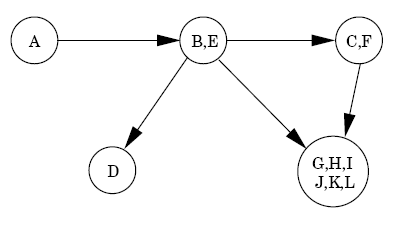 A
B,E
C,F
D
G,H,I
J,K,L